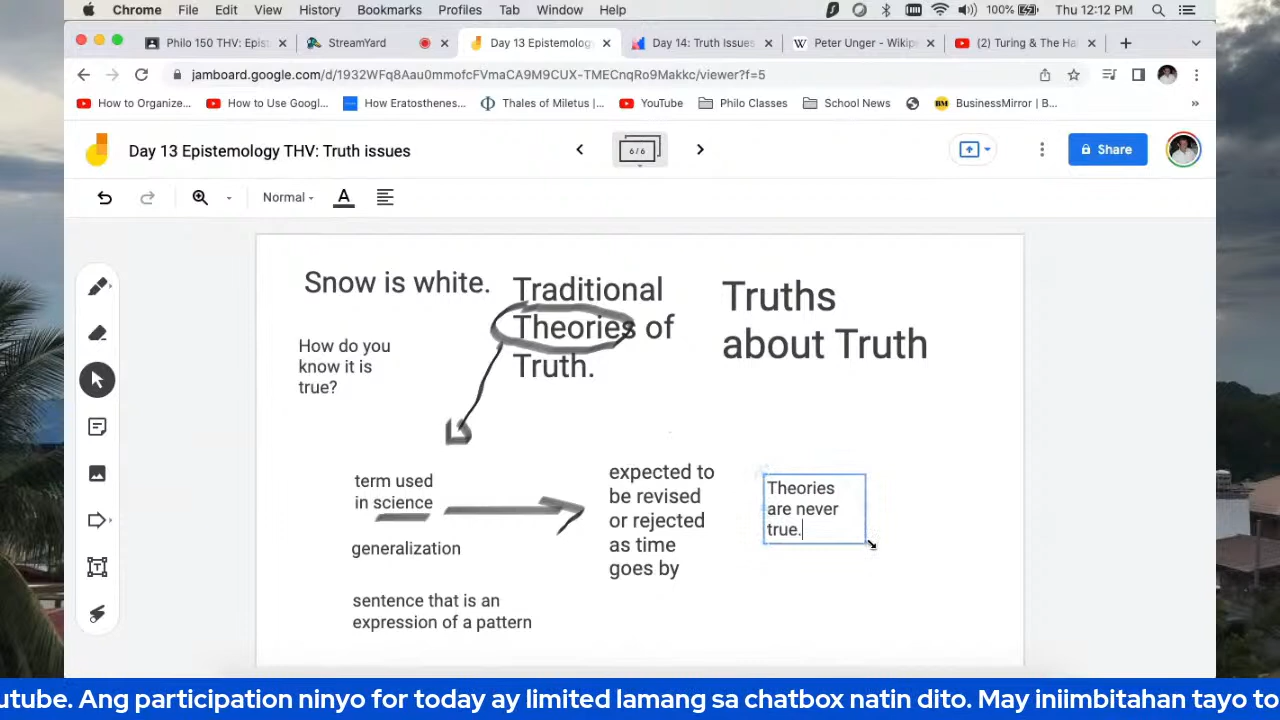 Chrome File Edit View History Bookmarks Profiles Tab Window Help 100% Thu 12:12 PM
Philo 150 THV: Epist StreamYard Day 13 Epistemology Day 14: Truth Issues Peter Unger - Wikip (2) Turing & The Ha
jamboard.google.com/d/1932WFq8Aau0mmofcFVmaCA9M9CUX-TMECnqRo9Makkc/viewer?f=5
How to Organize... How to Use Googl... How Eratosthenes... Thales of Miletus |... YouTube Philo Classes School News BM BusinessMirror | B... »
Day 13 Epistemology THV: Truth issues 6/6 Share
Normal A
Snow is white.
How do you
know it is
true?
Traditional
Theories of
Truth.
Truths
about Truth
term used
in science
generalization
sentence that is an
expression of a pattern
expected to
be revised
or rejected
as time
goes by
Theories
are never
true.
utube. Ang participation ninyo for today ay limited lamang sa chatbox natin dito. May iniimbitahan tayo to